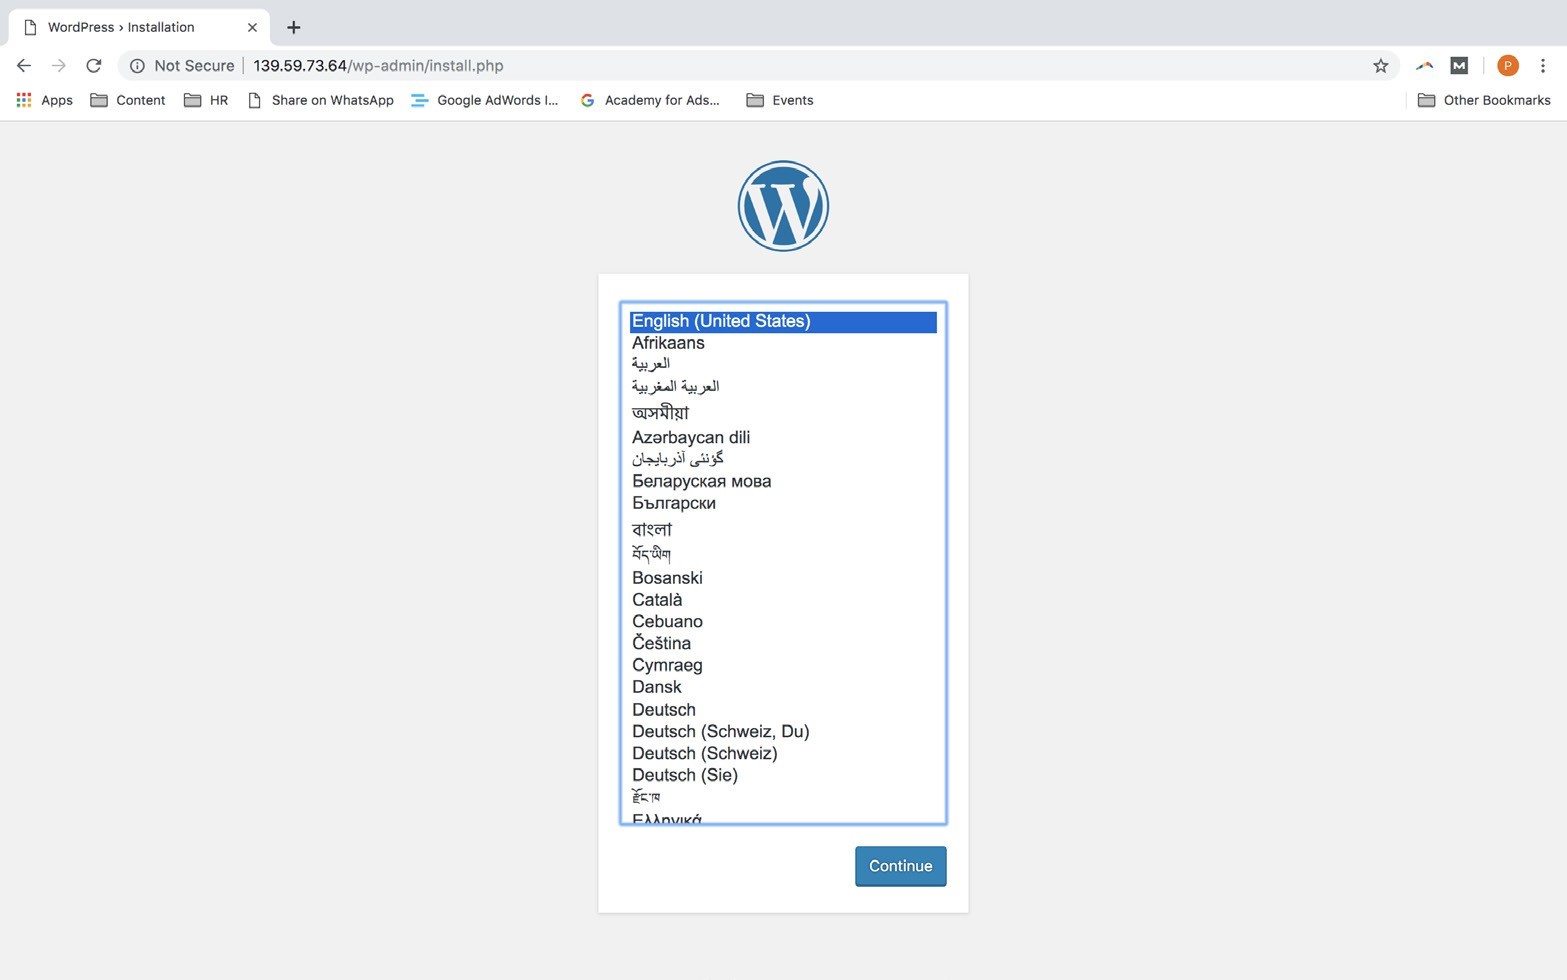 WordPress › Installation
Not Secure 139.59.73.64/wp-admin/install.php
P
Apps Content HR Share on WhatsApp Google AdWords I... Academy for Ads... Events Other Bookmarks
English (United States)
Afrikaans
العربية
العربية المغربية
অসমীয়া
Azərbaycan dili
گؤنئی آذربایجان
Беларуская мова
Български
বাংলা
བོད་ཡིག
Bosanski
Català
Cebuano
Čeština
Cymraeg
Dansk
Deutsch
Deutsch (Schweiz, Du)
Deutsch (Schweiz)
Deutsch (Sie)
རྫོང་ཁ
Ελληνικά
Continue